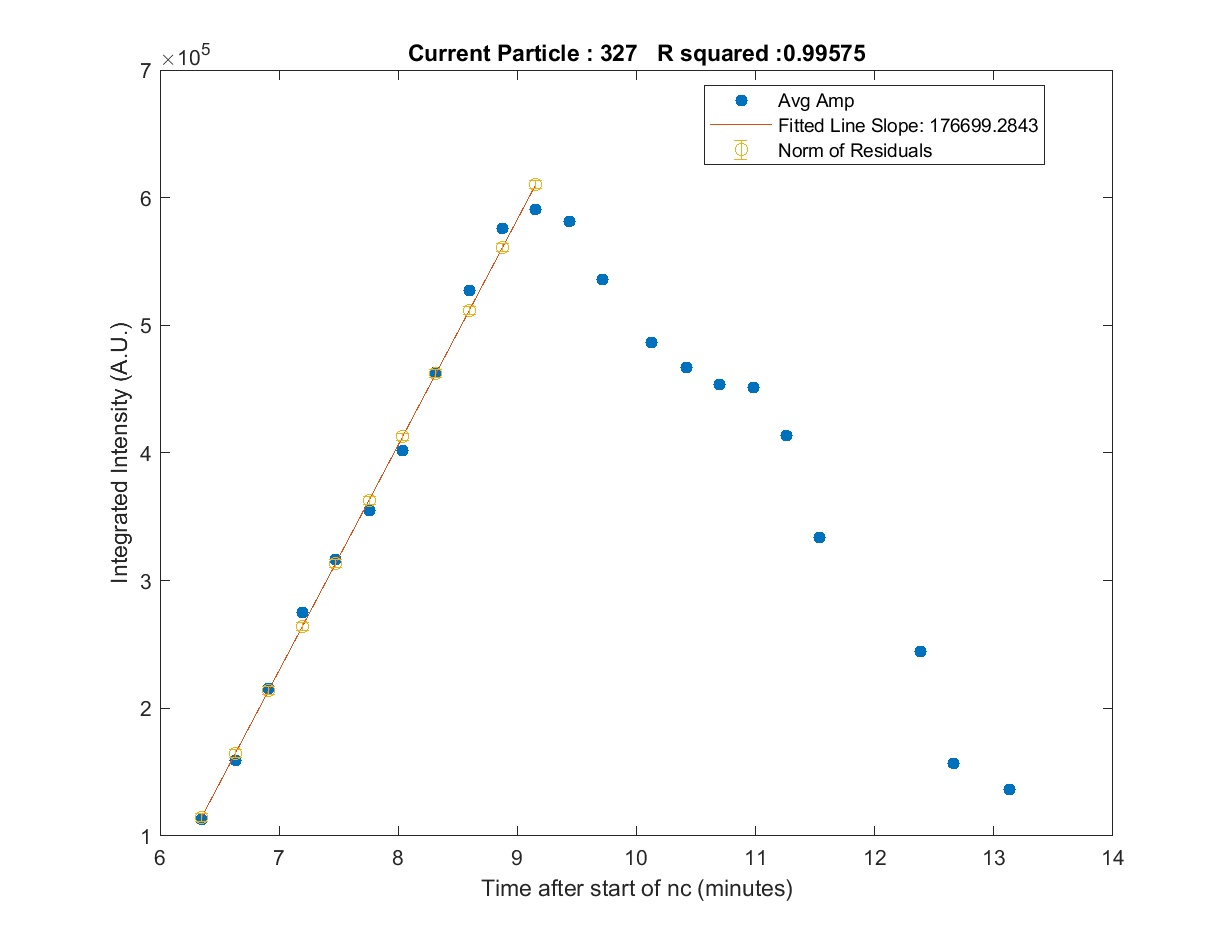 Current Particle : 327 R squared :0.99575
×10^5
7
6
5
4
3
2
1
Integrated Intensity (A.U.)
Avg Amp
Fitted Line Slope: 176699.2843
Norm of Residuals
6 7 8 9 10 11 12 13 14
Time after start of nc (minutes)